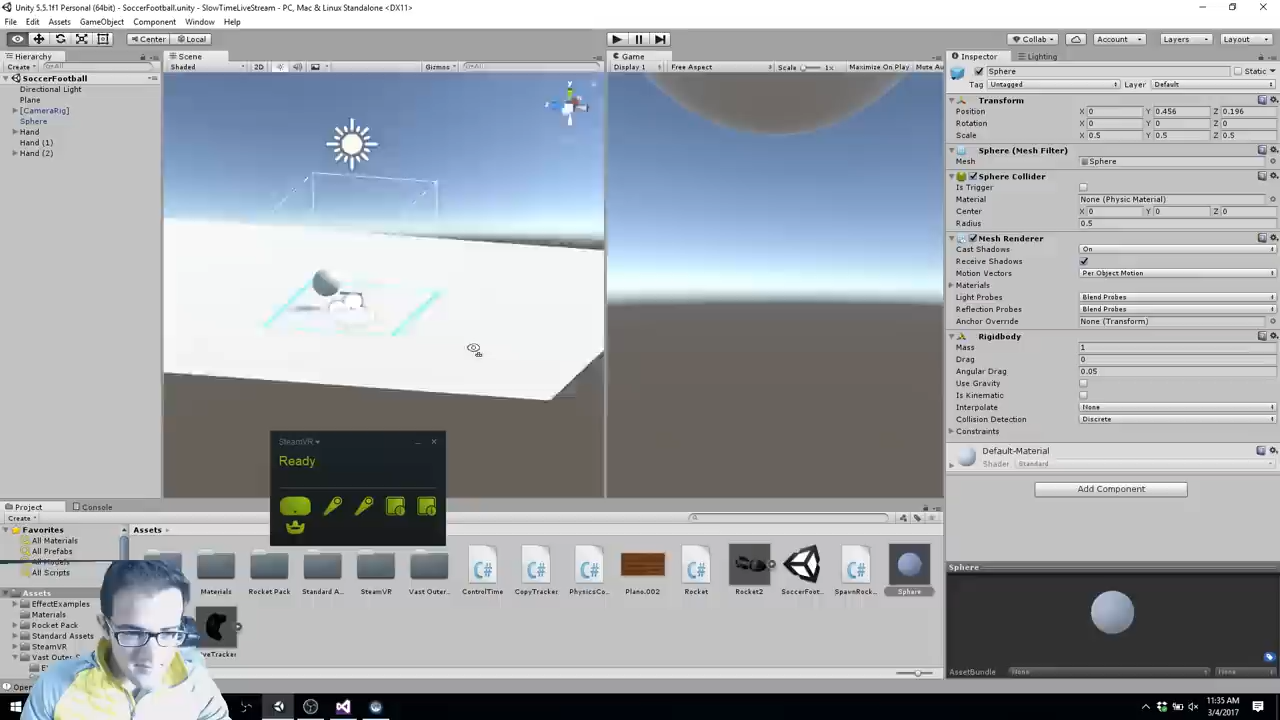 Unity 5.5.1f1 Personal (64bit) - SoccerFootball.unity - SlowTimeLiveStream - PC, Mac & Linux Standalone <DX11>
File Edit Assets GameObject Component Window Help
Center Local Collab Account Layers Layout
Hierarchy Scene Game Inspector Lighting
Create All Shaded 2D Gizmos All Display 1 Free Aspect Scale 1x Maximize On Play Mute Au
SoccerFootball
Directional Light
Plane
[CameraRig]
Sphere
Hand
Hand (1)
Hand (2)
Sphere Static
Tag Untagged Layer Default
Transform
Position X 0 Y 0.456 Z 0.196
Rotation X 0 Y 0 Z 0
Scale X 0.5 Y 0.5 Z 0.5
Sphere (Mesh Filter)
Mesh Sphere
Sphere Collider
Is Trigger
Material None (Physic Material)
Center X 0 Y 0 Z 0
Radius 0.5
Mesh Renderer
Cast Shadows On
Receive Shadows
Motion Vectors Per Object Motion
Materials
Light Probes Blend Probes
Reflection Probes Blend Probes
Anchor Override None (Transform)
Rigidbody
Mass 1
Drag 0
Angular Drag 0.05
Use Gravity
Is Kinematic
Interpolate None
Collision Detection Discrete
Constraints
Default-Material
Shader Standard
Add Component
SteamVR
Ready
Project Console
Create
Favorites
All Materials
All Prefabs
All Models
All Scripts
Assets
EffectExamples
Materials
Rocket Pack
Standard Assets
SteamVR
Vast Outer
Assets
Materials Rocket Pack Standard A... SteamVR Vast Outer... ControlTime CopyTracker PhysicsCo... Plano.002 Rocket Rocket2 SoccerFoot... SpawnRock... Sphere
Sphere
AssetBundle None None
Open
11:35 AM
3/4/2017